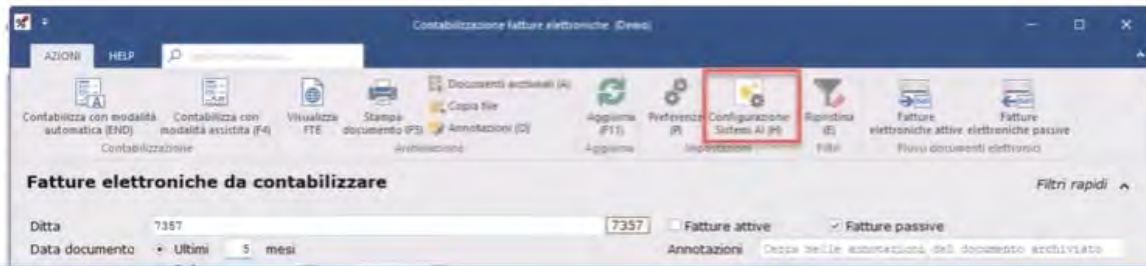 Contabilizzazione fatture elettroniche (Demo)
AZIONI HELP
Contabilizza con modalità automatica (END)
Contabilizza con modalità assistita (F4)
Visualizza FTE
Stampa documento (F5)
Documenti archiviati (A)
Copia file
Annotazioni (O)
Aggiorna (F11)
Preferenze (P)
Configurazione Sistemi AI (H)
Ripristina (E)
Fatture elettroniche attive
Fatture elettroniche passive
Contabilizzazione Archiviazione Aggiorna Impostazioni Filtri Flussi documenti elettronici
Fatture elettroniche da contabilizzare Filtri rapidi
Ditta 7357 7357 Fatture attive Fatture passive
Data documento Ultimi 5 mesi Annotazioni Cerca nelle annotazioni del documento archiviato